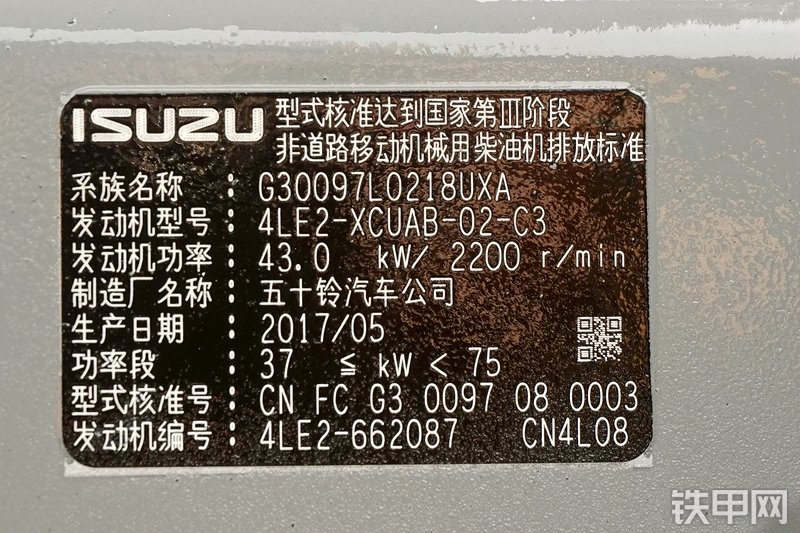 ISUZU 型式核准达到国家第Ⅲ阶段
非道路移动机械用柴油机排放标准
系族名称 : G30097L0218UXA
发动机型号 : 4LE2-XCUAB-02-C3
发动机功率 : 43.0 kW/ 2200 r/min
制造厂名称 : 五十铃汽车公司
生产日期 : 2017/05
功率段 : 37 ≦ kW < 75
型式核准号 : CN FC G3 0097 08 0003
发动机编号 : 4LE2-662087 CN4L08
铁甲网